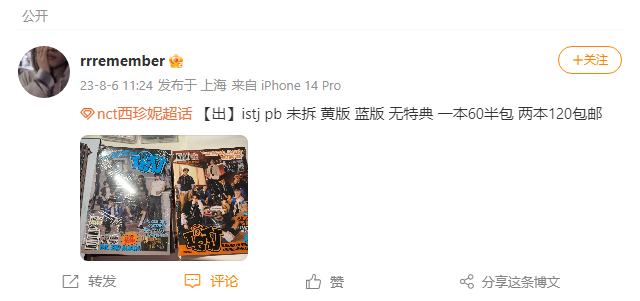 公开
rrremember
+关注
23-8-6 11:24 发布于 上海 来自 iPhone 14 Pro
nct西珍妮超话 【出】istj pb 未拆 黄版 蓝版 无特典 一本60半包 两本120包邮
转发
评论
赞
分享这条博文